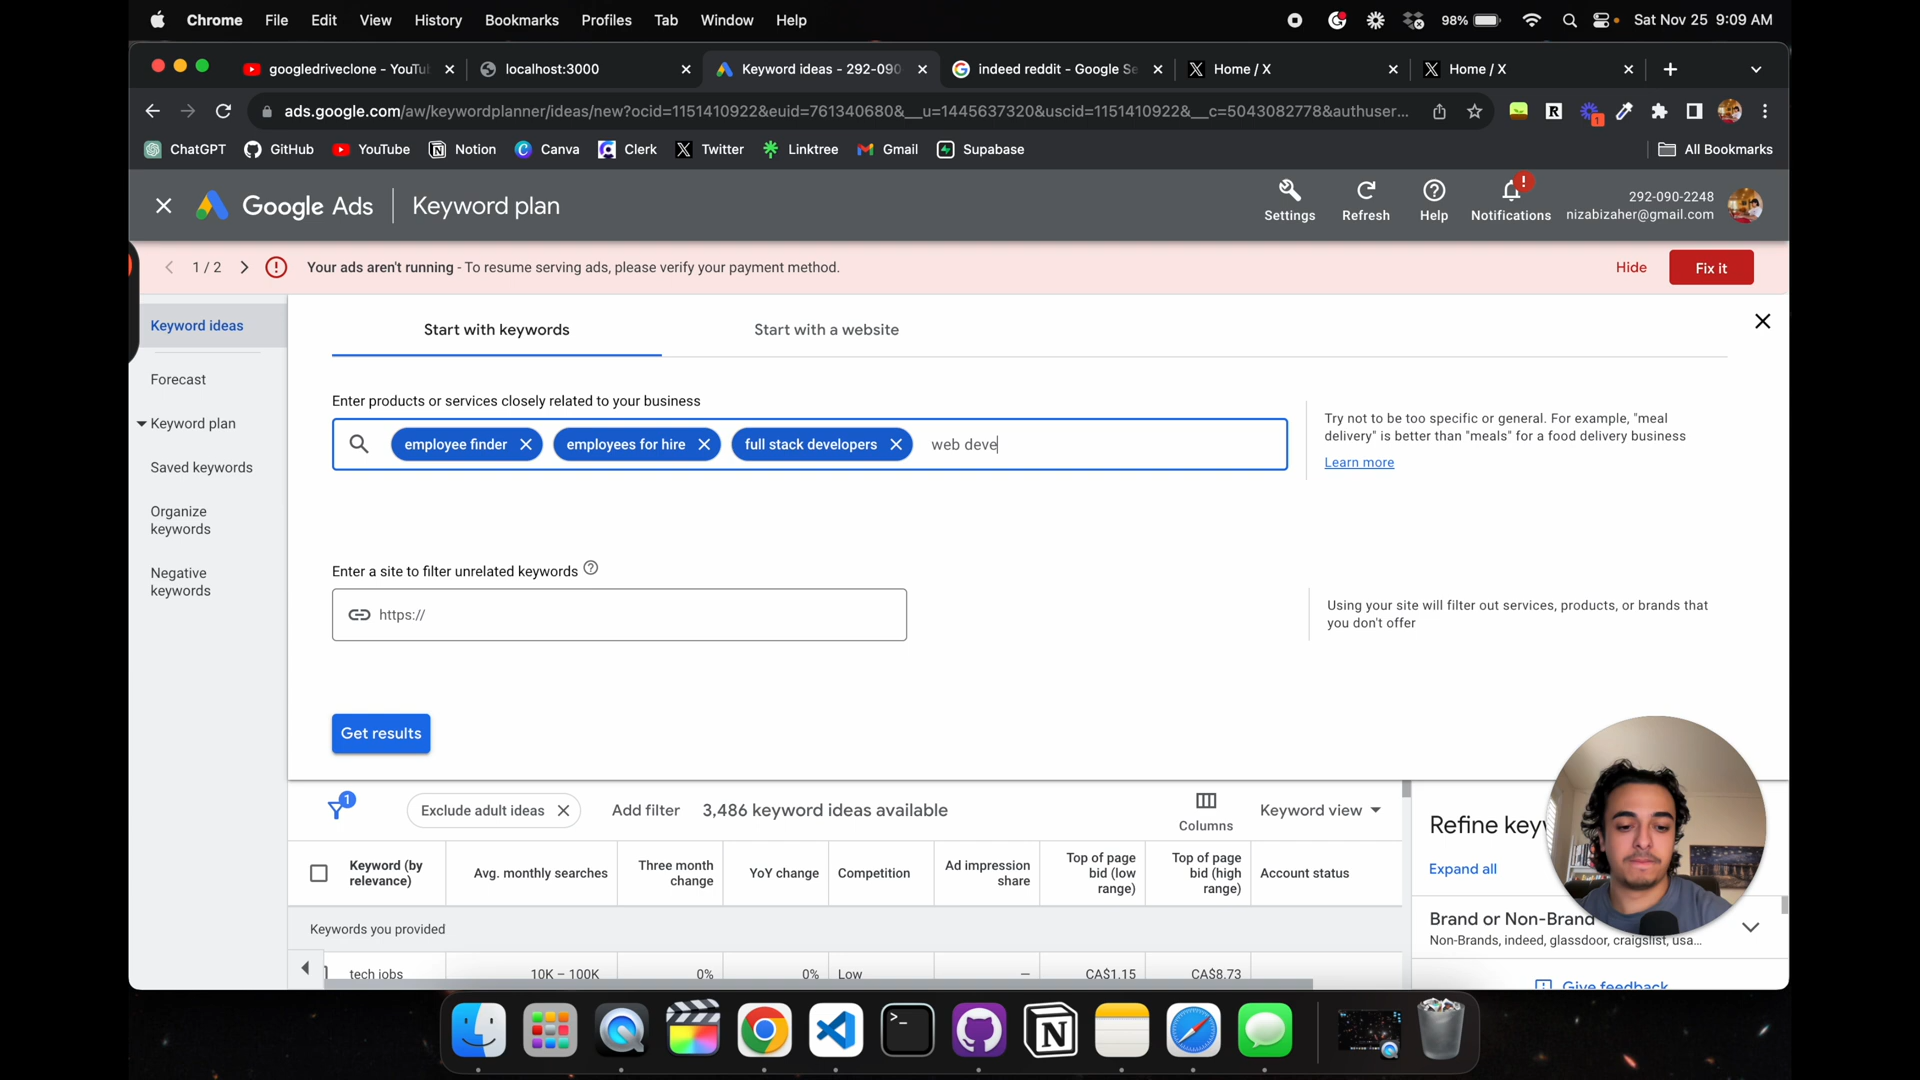 Chrome File Edit View History Bookmarks Profiles Tab Window Help
98% Sat Nov 25 9:09 AM
googledriveclone - YouTu
localhost:3000
Keyword ideas - 292-090
indeed reddit - Google Se
Home / X
Home / X
ads.google.com/aw/keywordplanner/ideas/new?ocid=1151410922&euid=761340680&__u=1445637320&uscid=1151410922&__c=5043082778&authuser...
1
ChatGPT GitHub YouTube Notion Canva Clerk Twitter Linktree Gmail Supabase
All Bookmarks
Google Ads Keyword plan
Settings
Refresh
Help
Notifications
292-090-2248
nizabizaher@gmail.com
1 / 2
Your ads aren't running - To resume serving ads, please verify your payment method.
Hide
Fix it
Keyword ideas
Forecast
Keyword plan
Saved keywords
Organize
keywords
Negative
keywords
Start with keywords
Start with a website
Enter products or services closely related to your business
employee finder
employees for hire
full stack developers
web deve
Try not to be too specific or general. For example, "meal
delivery" is better than "meals" for a food delivery business
Learn more
Enter a site to filter unrelated keywords
https://
Using your site will filter out services, products, or brands that
you don't offer
Get results
1
Exclude adult ideas
Add filter
3,486 keyword ideas available
Columns
Keyword view
Keyword (by
relevance)
Avg. monthly searches
Three month
change
YoY change
Competition
Ad impression
share
Top of page
bid (low
range)
Top of page
bid (high
range)
Account status
Keywords you provided
tech jobs 10K – 100K 0% 0% Low — CA$1.15 CA$8.73
Refine key
Expand all
Brand or Non-Brand
Non-Brands, indeed, glassdoor, craigslist, usa...
Give feedback